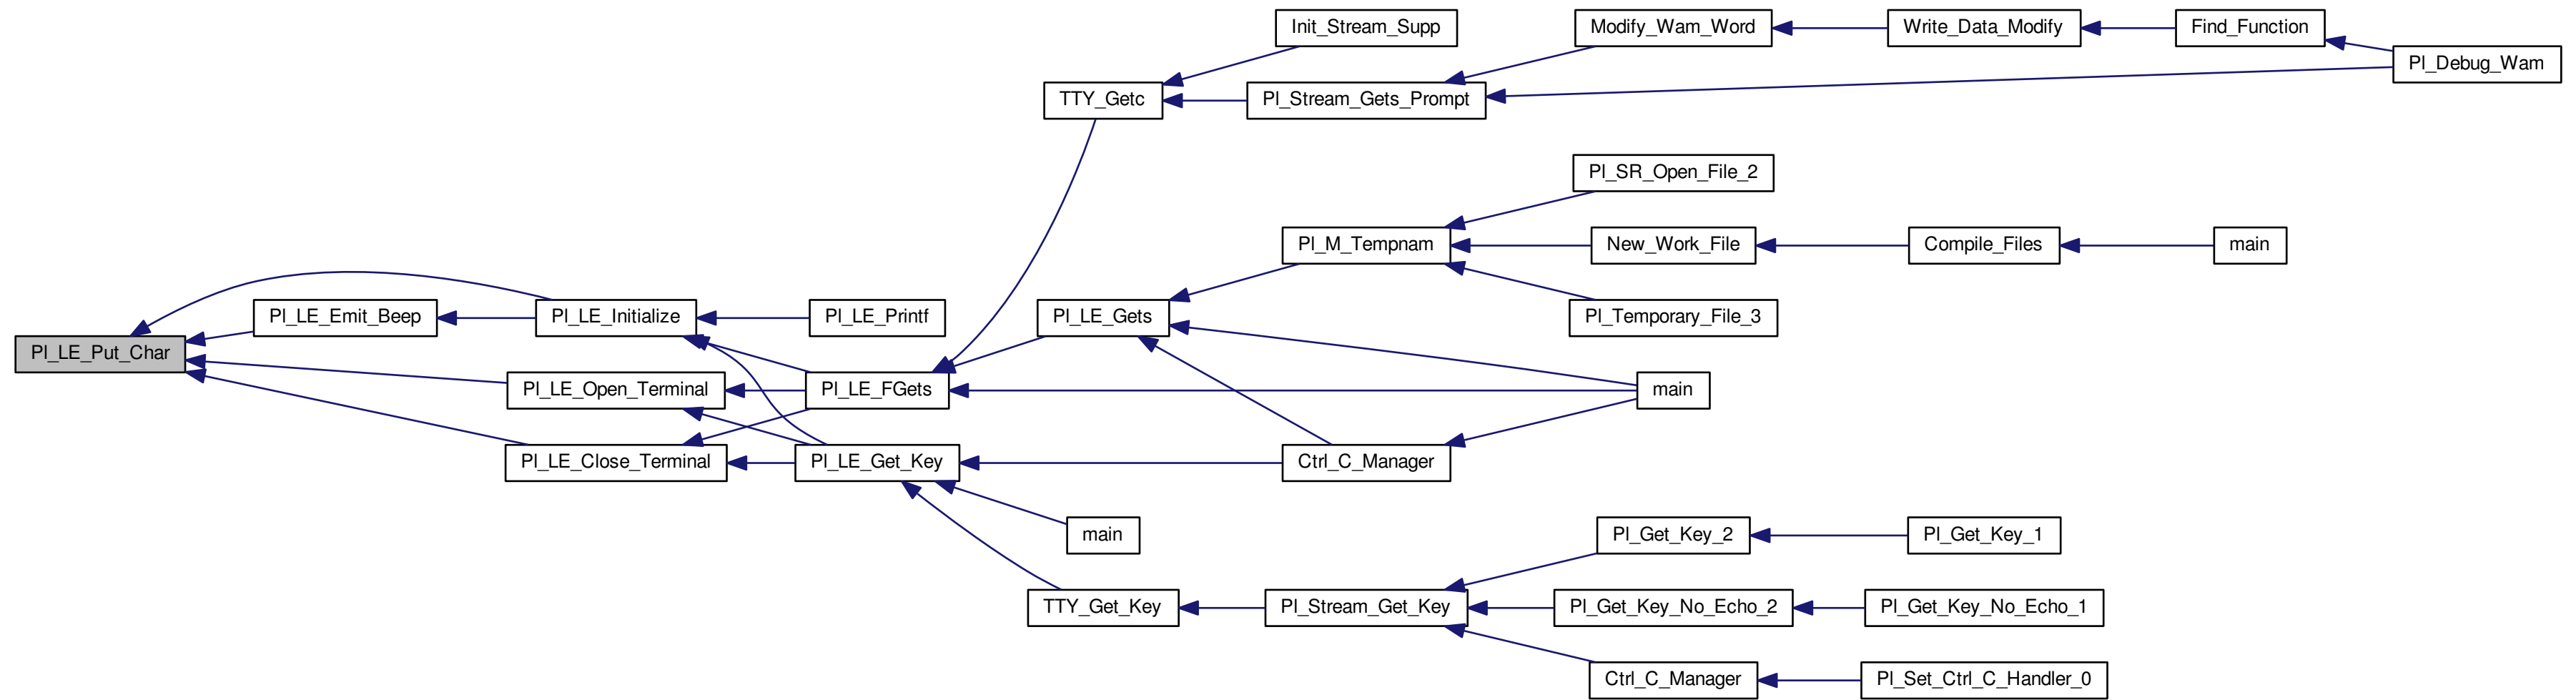 Init_Stream_Supp
Modify_Wam_Word
Write_Data_Modify
Find_Function
Pl_Debug_Wam
TTY_Getc
Pl_Stream_Gets_Prompt
Pl_SR_Open_File_2
Pl_M_Tempnam
New_Work_File
Compile_Files
main
Pl_LE_Emit_Beep
Pl_LE_Initialize
Pl_LE_Printf
Pl_LE_Gets
Pl_Temporary_File_3
Pl_LE_Put_Char
Pl_LE_Open_Terminal
Pl_LE_FGets
main
Pl_LE_Close_Terminal
Pl_LE_Get_Key
Ctrl_C_Manager
main
Pl_Get_Key_2
Pl_Get_Key_1
TTY_Get_Key
Pl_Stream_Get_Key
Pl_Get_Key_No_Echo_2
Pl_Get_Key_No_Echo_1
Ctrl_C_Manager
Pl_Set_Ctrl_C_Handler_0